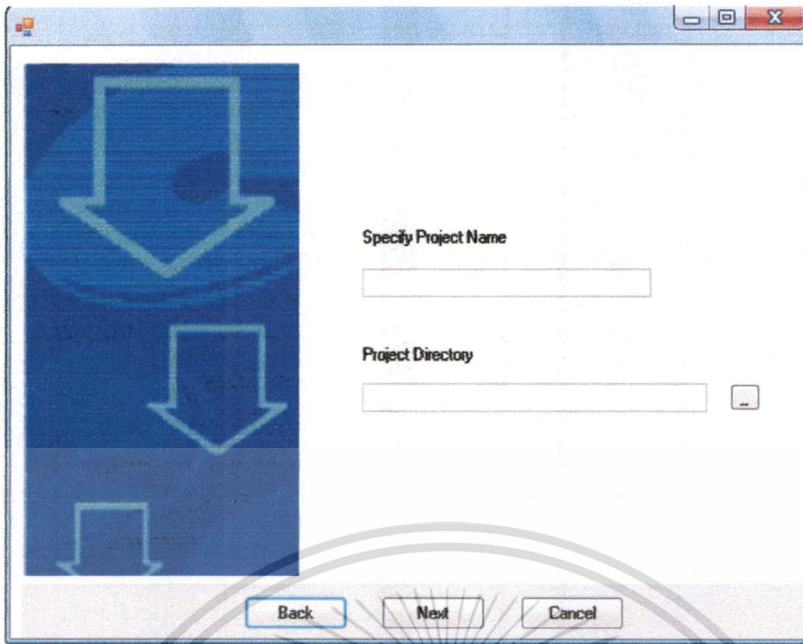 Specify Project Name
Project Directory
..
Back
Next
Cancel